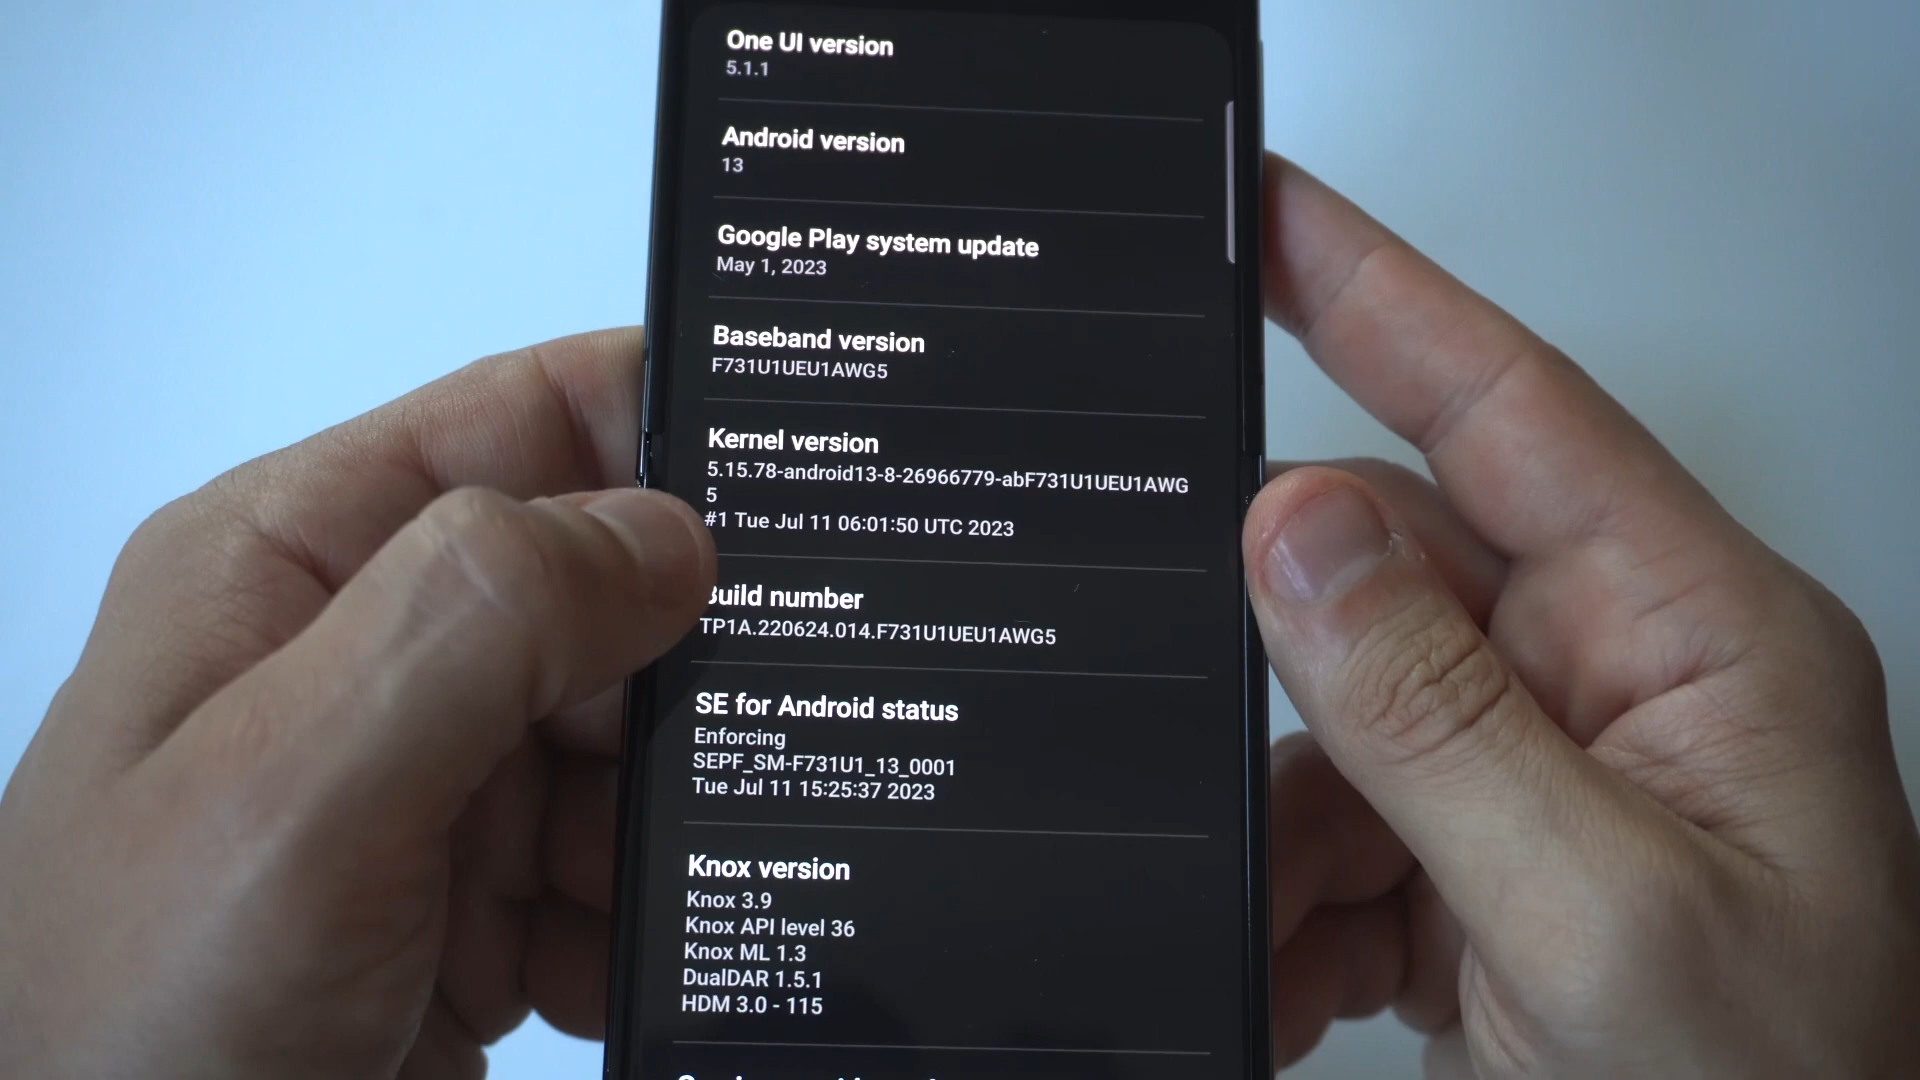 One UI version
5.1.1
Android version
13
Google Play system update
May 1, 2023
Baseband version
F731U1UEU1AWG5
Kernel version
5.15.78-android13-8-26966779-abF731U1UEU1AWG
5
#1 Tue Jul 11 06:01:50 UTC 2023
Build number
TP1A.220624.014.F731U1UEU1AWG5
SE for Android status
Enforcing
SEPF_SM-F731U1_13_0001
Tue Jul 11 15:25:37 2023
Knox version
Knox 3.9
Knox API level 36
Knox ML 1.3
DualDAR 1.5.1
HDM 3.0 - 115